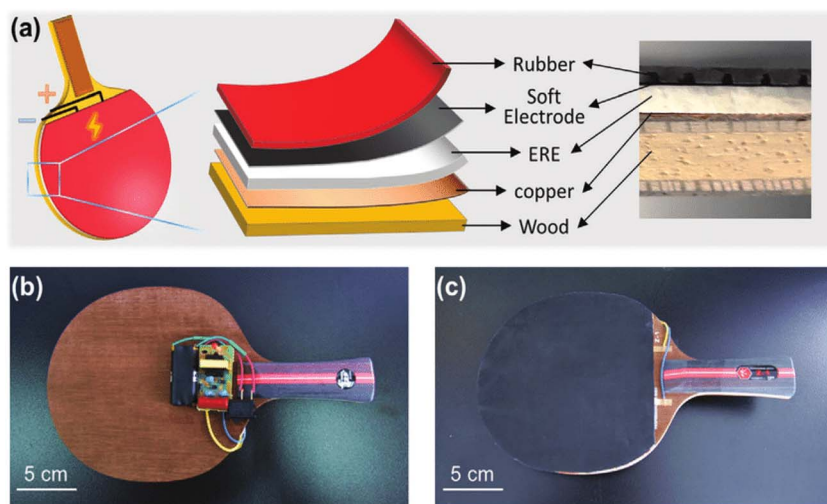 (a)
+
−
Rubber
Soft
Electrode
ERE
copper
Wood
(b)
5 cm
(c)
5 cm